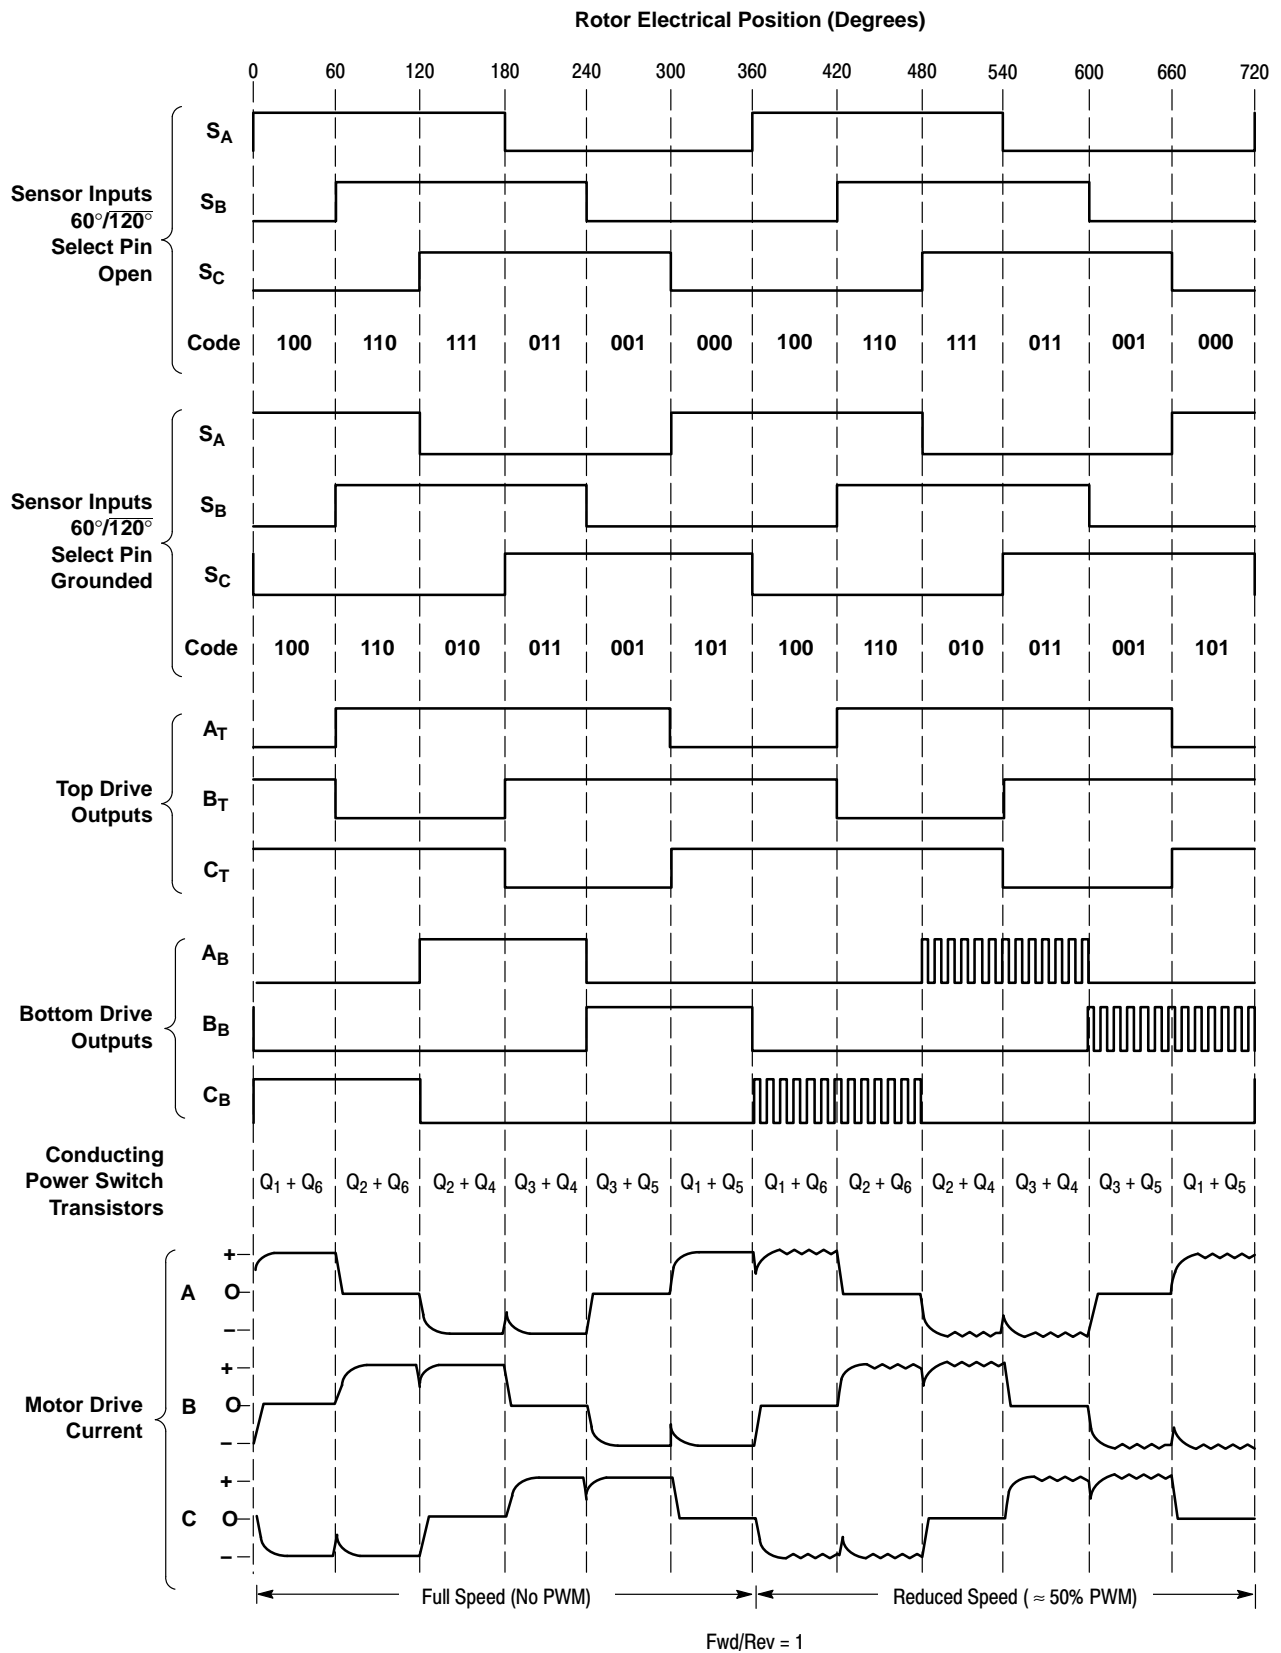 Rotor Electrical Position (Degrees)
0 60 120 180 240 300 360 420 480 540 600 660 720
Sensor Inputs
60°/120°
Select Pin
Open
SA
SB
SC
Code 100 110 111 011 001 000 100 110 111 011 001 000
Sensor Inputs
60°/120°
Select Pin
Grounded
SA
SB
SC
Code 100 110 010 011 001 101 100 110 010 011 001 101
Top Drive
Outputs
AT
BT
CT
Bottom Drive
Outputs
AB
BB
CB
Conducting
Power Switch
Transistors
Q1 + Q6 Q2 + Q6 Q2 + Q4 Q3 + Q4 Q3 + Q5 Q1 + Q5 Q1 + Q6 Q2 + Q6 Q2 + Q4 Q3 + Q4 Q3 + Q5 Q1 + Q5
Motor Drive
Current
+
A O
–
+
B O
–
+
C O
–
Full Speed (No PWM) Reduced Speed ( ≈ 50% PWM)
Fwd/Rev = 1